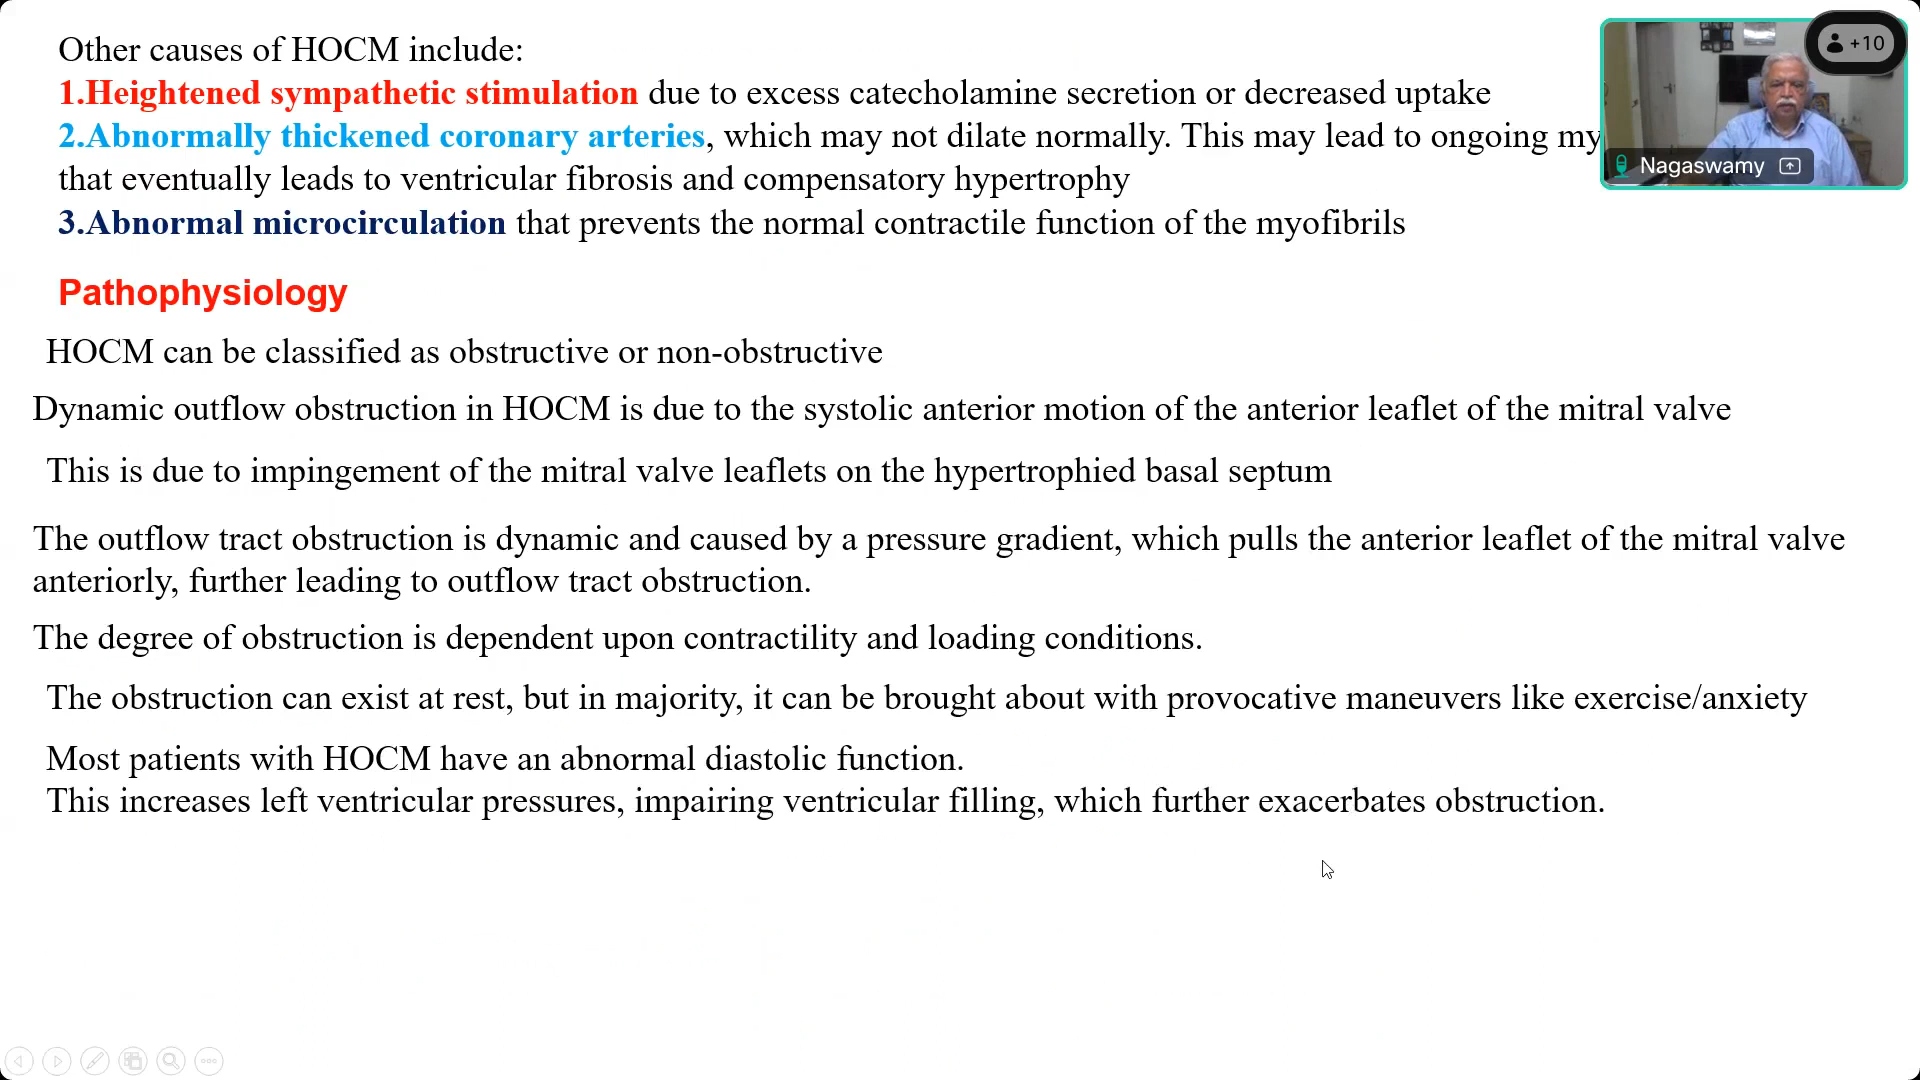 Other causes of HOCM include:
1.Heightened sympathetic stimulation due to excess catecholamine secretion or decreased uptake
2.Abnormally thickened coronary arteries, which may not dilate normally. This may lead to ongoing my
that eventually leads to ventricular fibrosis and compensatory hypertrophy
3.Abnormal microcirculation that prevents the normal contractile function of the myofibrils
+10
Nagaswamy
Pathophysiology
HOCM can be classified as obstructive or non-obstructive
Dynamic outflow obstruction in HOCM is due to the systolic anterior motion of the anterior leaflet of the mitral valve
This is due to impingement of the mitral valve leaflets on the hypertrophied basal septum
The outflow tract obstruction is dynamic and caused by a pressure gradient, which pulls the anterior leaflet of the mitral valve
anteriorly, further leading to outflow tract obstruction.
The degree of obstruction is dependent upon contractility and loading conditions.
The obstruction can exist at rest, but in majority, it can be brought about with provocative maneuvers like exercise/anxiety
Most patients with HOCM have an abnormal diastolic function.
This increases left ventricular pressures, impairing ventricular filling, which further exacerbates obstruction.